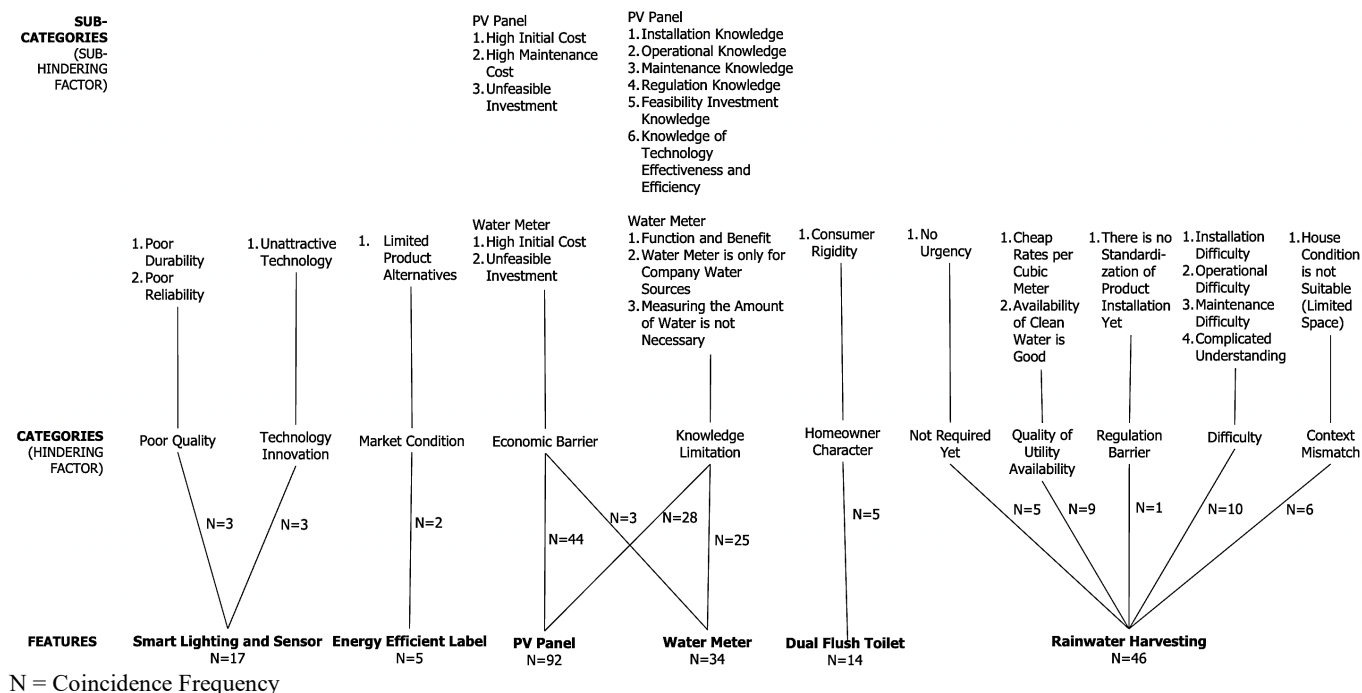 SUB-
CATEGORIES
(SUB-
HINDERING
FACTOR)
PV Panel
1. High Initial Cost
2. High Maintenance
Cost
3. Unfeasible
Investment
PV Panel
1. Installation Knowledge
2. Operational Knowledge
3. Maintenance Knowledge
4. Regulation Knowledge
5. Feasibility Investment
Knowledge
6. Knowledge of
Technology
Effectiveness and
Efficiency
1. Poor
Durability
2. Poor
Reliability
1. Unattractive
Technology
1. Limited
Product
Alternatives
Water Meter
1. High Initial Cost
2. Unfeasible
Investment
Water Meter
1. Function and Benefit
2. Water Meter is only for
Company Water
Sources
3. Measuring the Amount
of Water is not
Necessary
1. Consumer
Rigidity
1. No
Urgency
1. Cheap
Rates per
Cubic
Meter
2. Availability
of Clean
Water is
Good
1. There is no
Standardi-
zation of
Product
Installation
Yet
1. Installation
Difficulty
2. Operational
Difficulty
3. Maintenance
Difficulty
4. Complicated
Understanding
1. House
Condition
is not
Suitable
(Limited
Space)
CATEGORIES
(HINDERING
FACTOR)
Poor Quality
Technology
Innovation
Market Condition
Economic Barrier
Knowledge
Limitation
Homeowner
Character
Not Required
Yet
Quality of
Utility
Availability
Regulation
Barrier
Difficulty
Context
Mismatch
N=3
N=3
N=2
N=44
N=3
N=28
N=25
N=5
N=5
N=9
N=1
N=10
N=6
FEATURES
Smart Lighting and Sensor
N=17
Energy Efficient Label
N=5
PV Panel
N=92
Water Meter
N=34
Dual Flush Toilet
N=14
Rainwater Harvesting
N=46
N = Coincidence Frequency